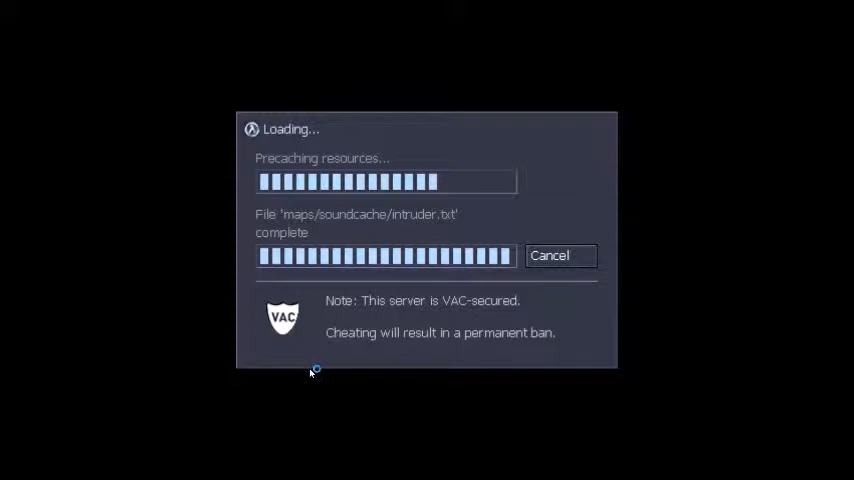 Loading...
Precaching resources...
File 'maps/soundcache/intruder.txt'
complete
Cancel
VAC
Note: This server is VAC-secured.
Cheating will result in a permanent ban.